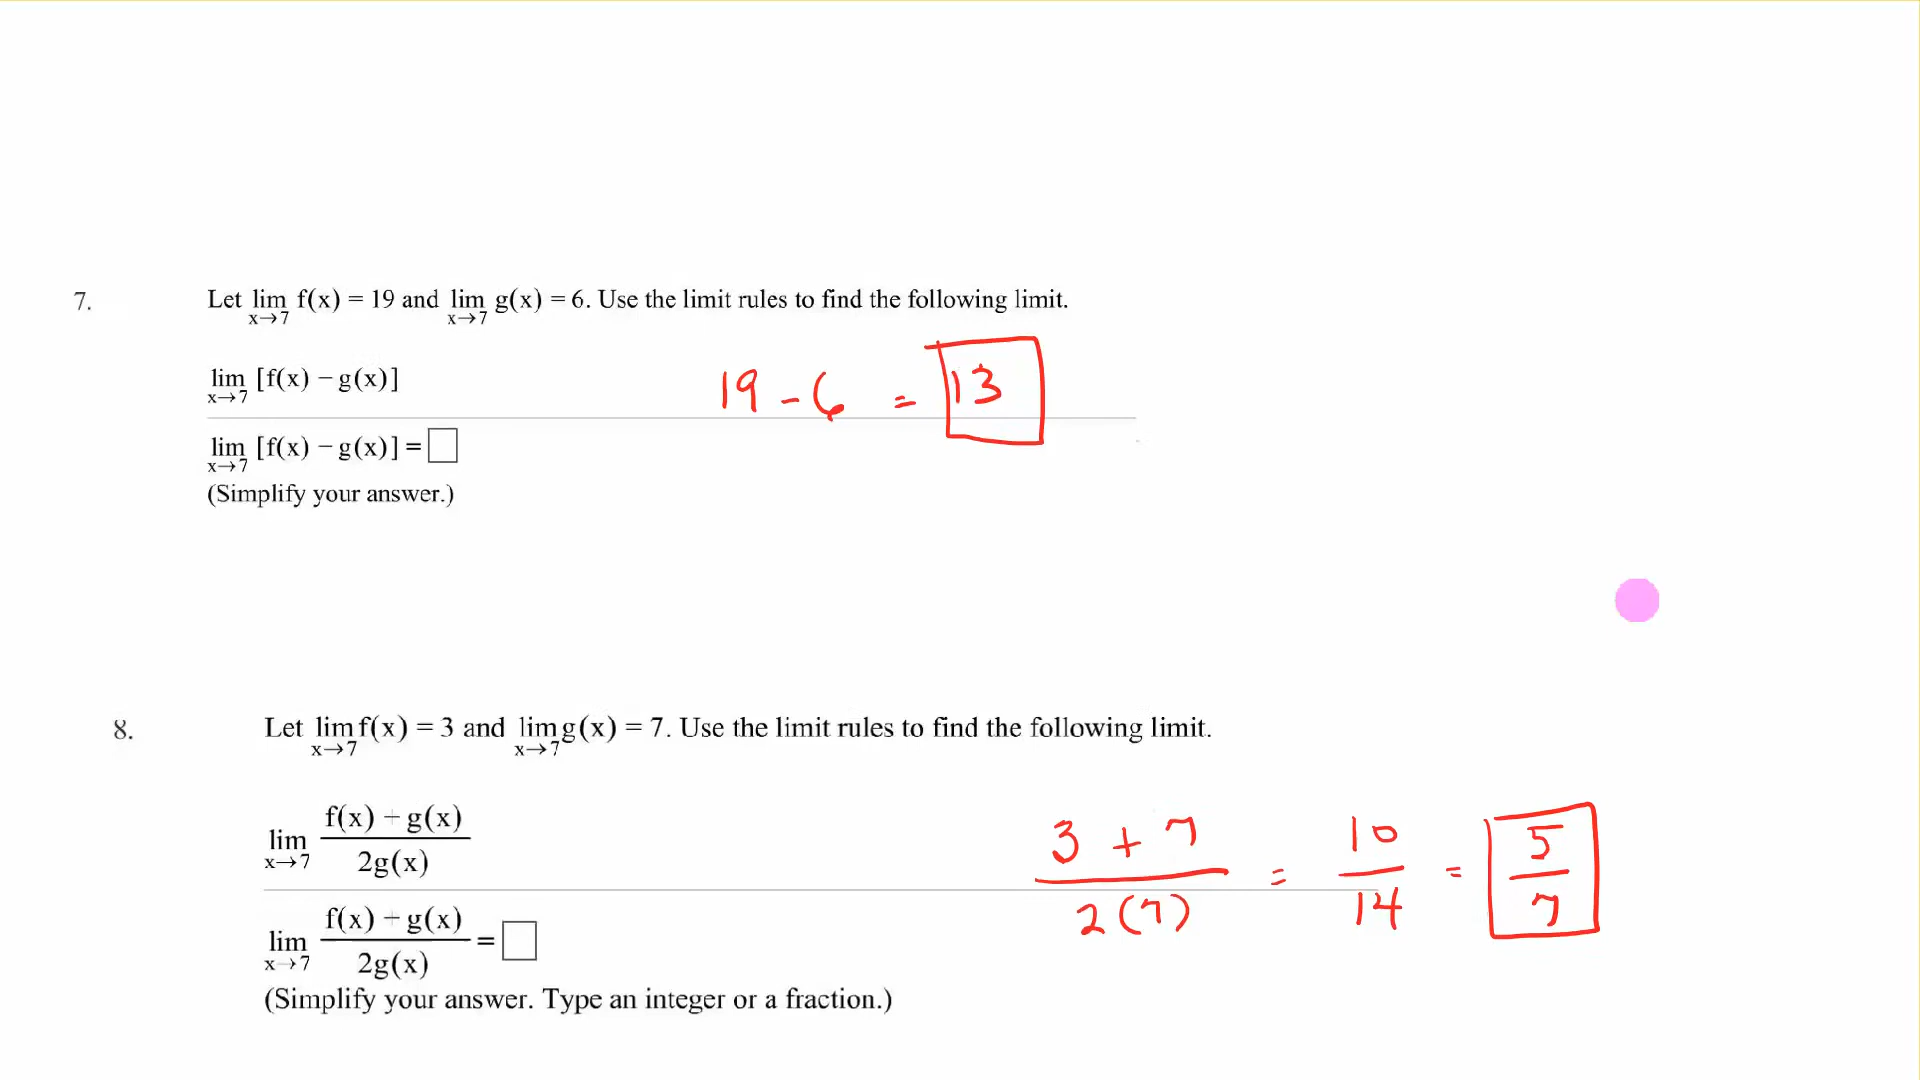 7. Let lim x→7 f(x) = 19 and lim x→7 g(x) = 6. Use the limit rules to find the following limit.
lim x→7 [f(x) − g(x)]
19 - 6 = 13
lim x→7 [f(x) − g(x)] = □
(Simplify your answer.)
8. Let lim x→7 f(x) = 3 and lim x→7 g(x) = 7. Use the limit rules to find the following limit.
lim x→7 f(x) + g(x) / 2g(x)
3 + 7 / 2(7) = 10/14 = 5/7
lim x→7 f(x) + g(x) / 2g(x) = □
(Simplify your answer. Type an integer or a fraction.)